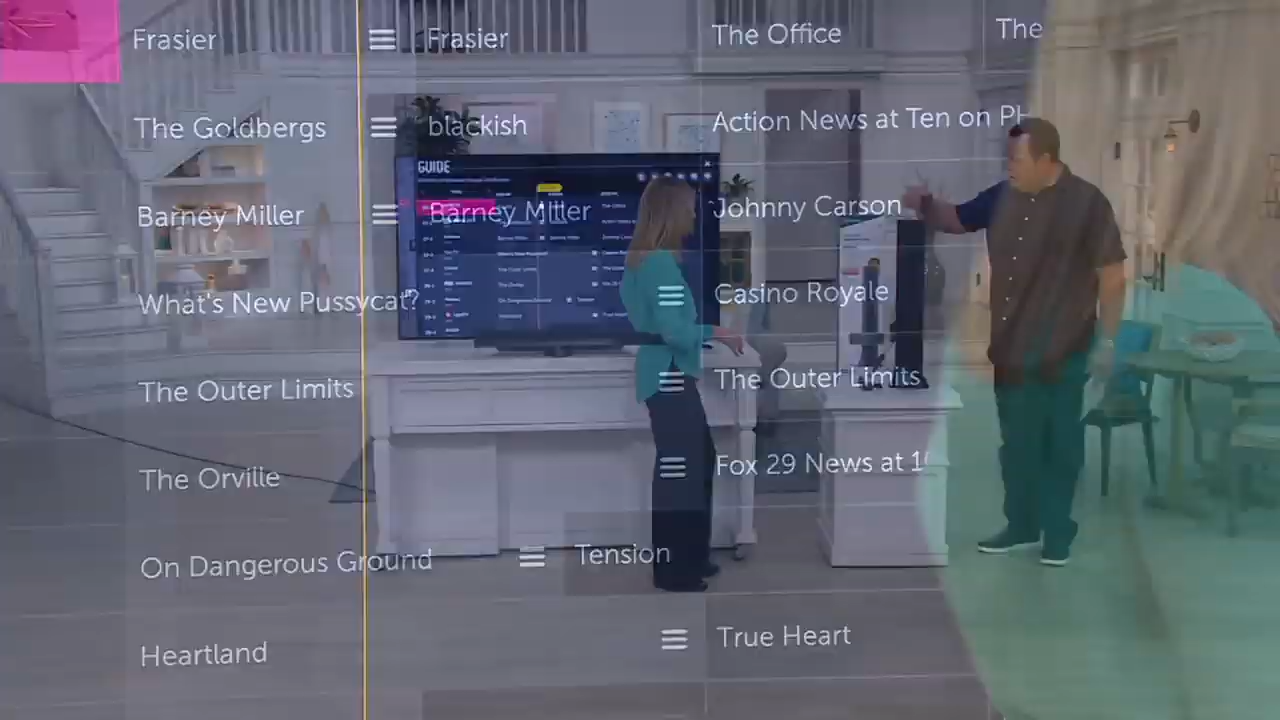 Frasier Frasier The Office The
The Goldbergs blackish Action News at Ten on PH
GUIDE
Barney Miller Barney Miller Johnny Carson
What's New Pussycat? Casino Royale
The Outer Limits The Outer Limits
The Orville Fox 29 News at 10
On Dangerous Ground Tension
Heartland True Heart